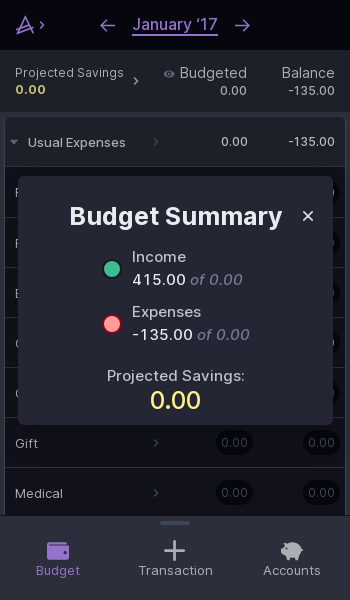 January ‘17
Projected Savings
Budgeted
Balance
0.00
0.00
-135.00
Usual Expenses
0.00
-135.00
Budget Summary
Income
415.00 of 0.00
Expenses
-135.00 of 0.00
Projected Savings:
0.00
Gift
0.00
0.00
Medical
0.00
0.00
Budget
Transaction
Accounts